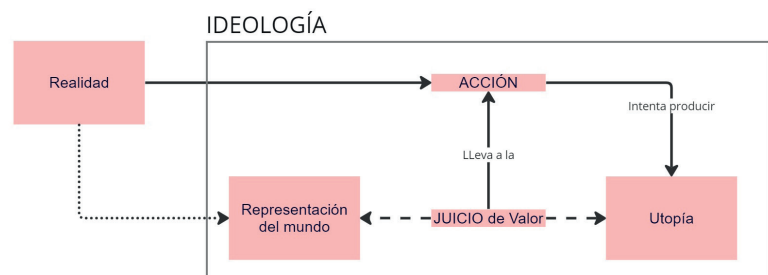 IDEOLOGÍA
Realidad
ACCIÓN
Intenta producir
LLeva a la
Representación
del mundo
JUICIO de Valor
Utopía